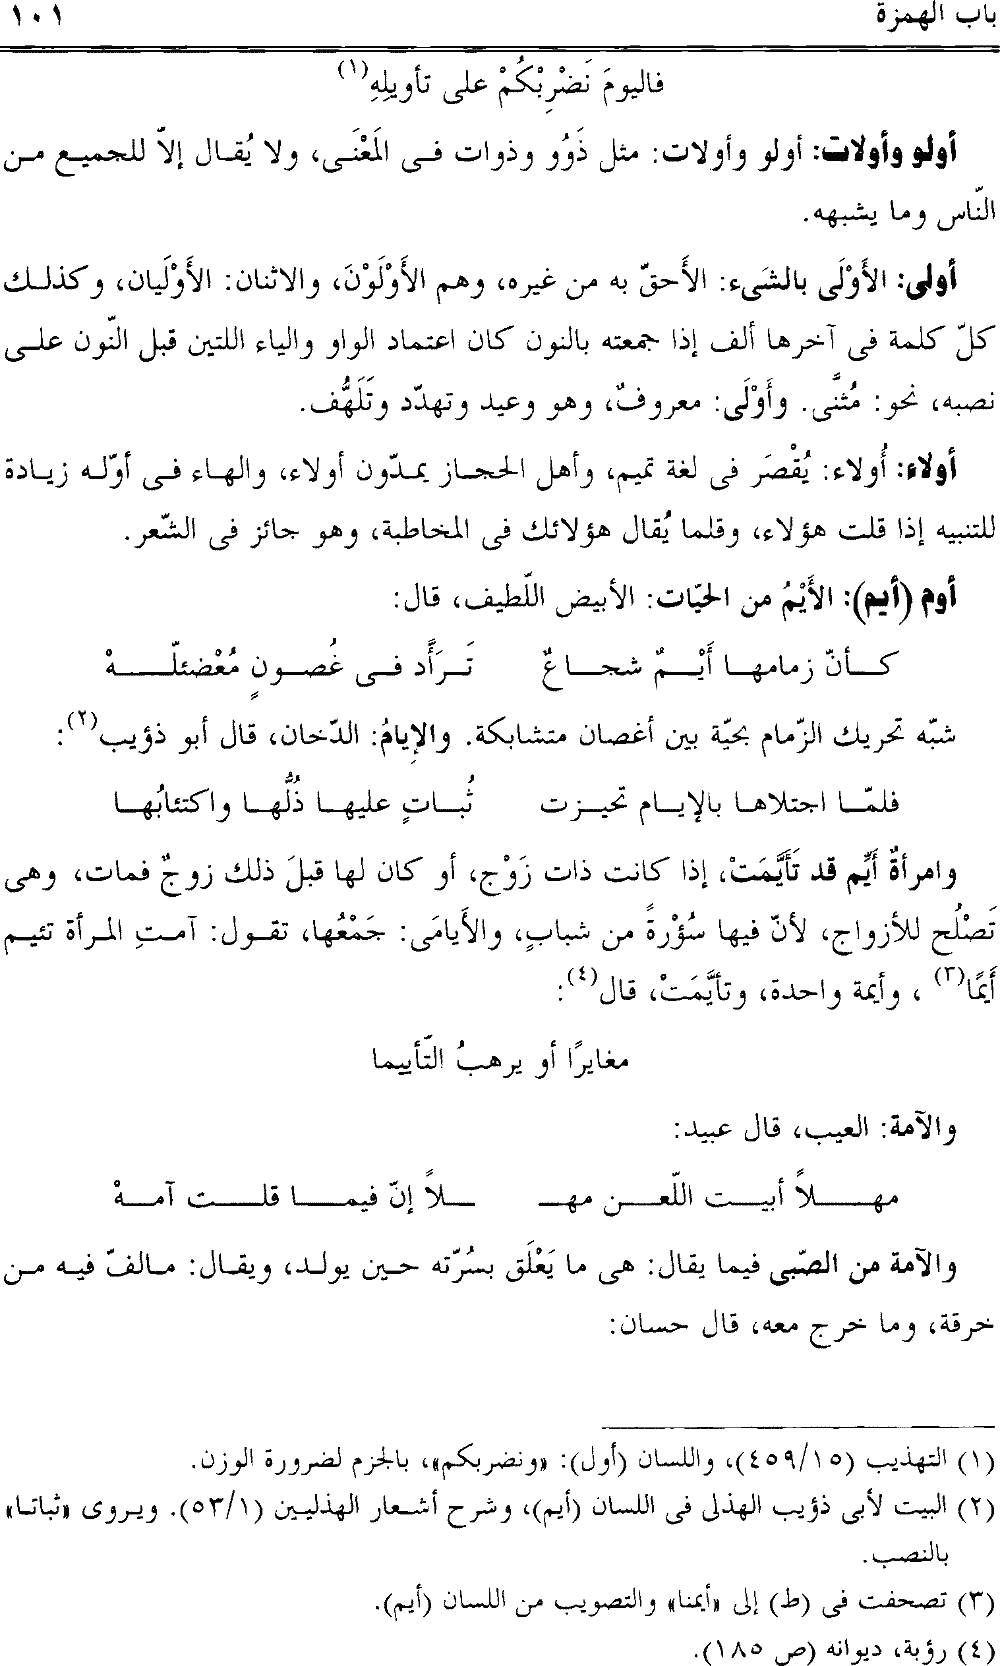 باب الهمزة ١٠١
فاليومَ نَضْرِبْكُمْ على تأويلِهِ(١)
أولو وأولات: أولو وأولات: مثل ذَوُو وذوات فى المَعْنَى، ولا يُقال إلاّ للجميع من
النّاس وما يشبهه.
أولى: الأَوْلَى بالشَىء: الأَحقّ به من غيره، وهم الأَوْلَوْنَ، والاثنان: الأَوْلَيان، وكذلك
كلّ كلمة فى آخرها ألف إذا جمعته بالنون كان اعتماد الواو والياء اللتين قبل النّون على
نصبه، نحو: مُثنَّى. وأَوْلَى: معروفٌ، وهو وعيد وتهدّد وتَلَهُّف.
أولاء: أُولاء: يُقْصَر فى لغة تميم، وأهل الحجاز يمدّون أولاء، والهاء فى أوّله زيادة
للتنبيه إذا قلت هؤلاء، وقلما يُقال هؤلائك فى المخاطبة، وهو جائز فى الشّعر.
أوم (أيم): الأَيْمُ من الحيّات: الأبيض اللّطيف، قال:
كأنّ زمامها أَيْمٌ شجاعٌ تَرَأَّد فى غُصونٍ مُعْضئلّهْ
شبّه تحريك الزّمام بحيّة بين أغصان متشابكة. والإِيامُ: الدّخان، قال أبو ذؤيب(٢):
فلمّا اجتلاها بالإيام تحيزت ثُباتٍ عليها ذُلُّها واكتئابُها
وامرأةٌ أيِّم قد تَأَيَّمَتْ، إذا كانت ذات زَوْج، أو كان لها قبلَ ذلك زوجٌ فمات، وهى
تَصْلُح للأزواج، لأنّ فيها سُؤْرةً من شبابٍ، والأَيامَى: جَمْعُها، تقول: آمتِ المرأة تئيم
أَيمًا(٣)، وأيمة واحدة، وتأيَّمَتْ، قال(٤):
مغايرًا أو يرهبُ التّأييما
والآمة: العيب، قال عبيد:
مهلاً أبيت اللّعن مهـ ـلاً إنّ فيما قلت آمهْ
والآمة من الصّبى فيما يقال: هى ما يَعْلَق بسُرّته حين يولد، ويقال: مالفّ فيه من
خرقة، وما خرج معه، قال حسان:
(١) التهذيب (٤٥٩/١٥)، واللسان (أول): «ونضربكم»، بالجزم لضرورة الوزن.
(٢) البيت لأبى ذؤيب الهذلى فى اللسان (أيم)، وشرح أشعار الهذليين (٥٣/١). ويروى «ثباتا»
بالنصب.
(٣) تصحفت فى (ط) إلى «أيمنا» والتصويب من اللسان (أيم).
(٤) رؤبة، ديوانه (ص ١٨٥).